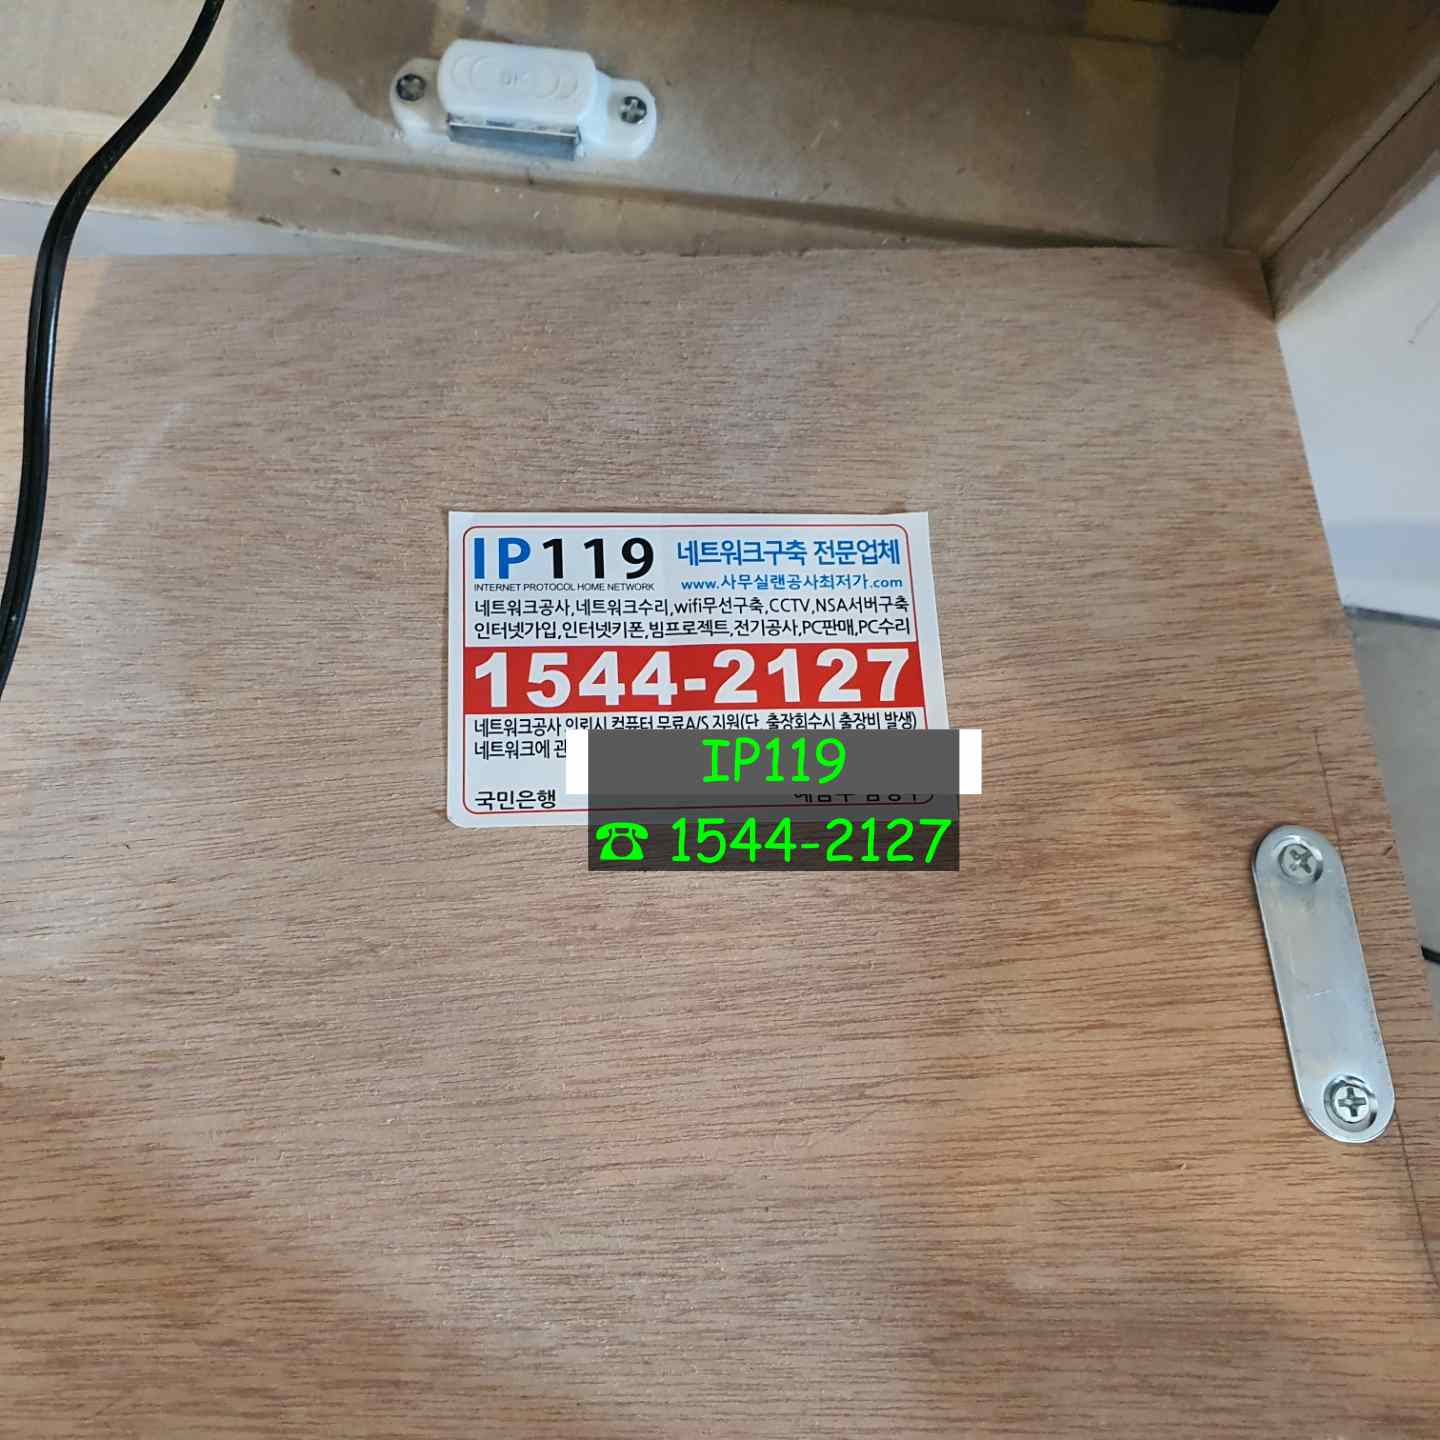 IP119 네트워크구축 전문업체
INTERNET PROTOCOL HOME NETWORK www.사무실랜공사최저가.com
네트워크공사,네트워크수리,wifi무선구축,CCTV,NSA서버구축
인터넷가입,인터넷키폰,빔프로젝트,전기공사,PC판매,PC수리
1544-2127
네트워크공사 의뢰시 컴퓨터 무료A/S 지원(단, 출장회수시 출장비 발생)
네트워크에
국민은행
IP119
☎ 1544-2127